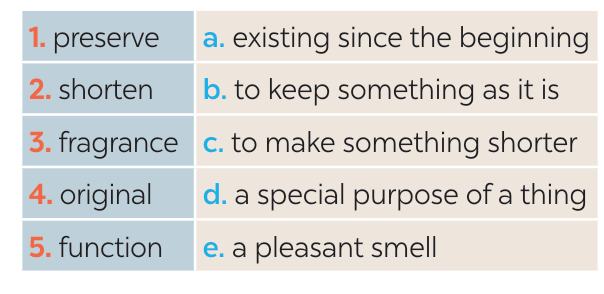 1. preserve a. existing since the beginning
2. shorten b. to keep something as it is
3. fragrance c. to make something shorter
4. original d. a special purpose of a thing
5. function e. a pleasant smell